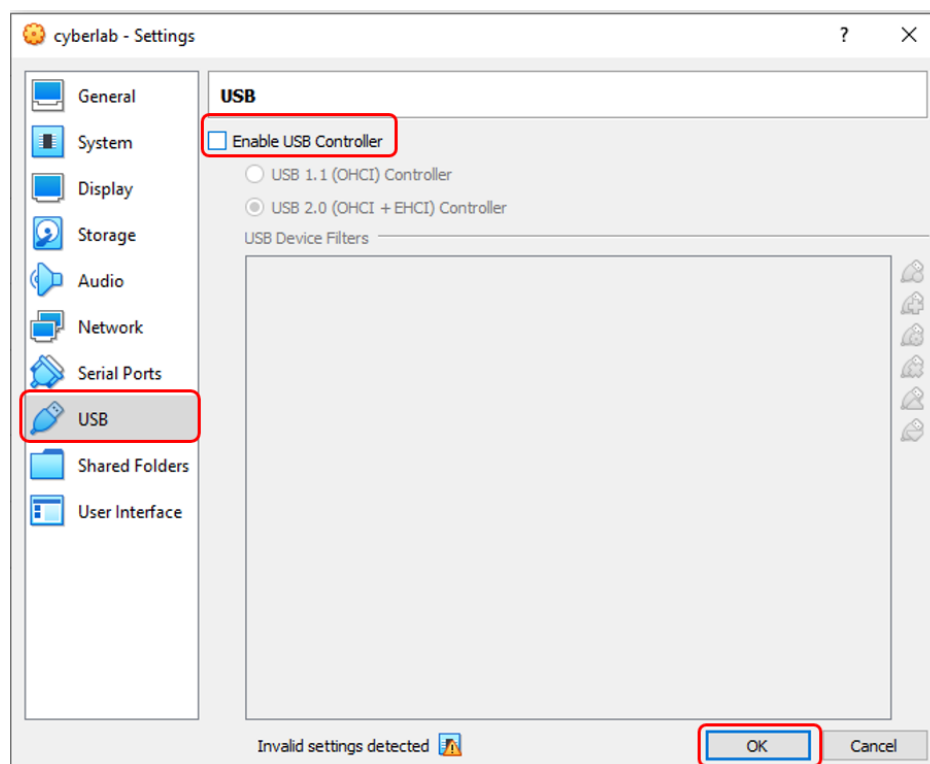 cyberlab - Settings
?
General
System
Display
Storage
Audio
Network
Serial Ports
USB
Shared Folders
User Interface
USB
Enable USB Controller
USB 1.1 (OHCI) Controller
USB 2.0 (OHCI + EHCI) Controller
USB Device Filters
Invalid settings detected
OK
Cancel